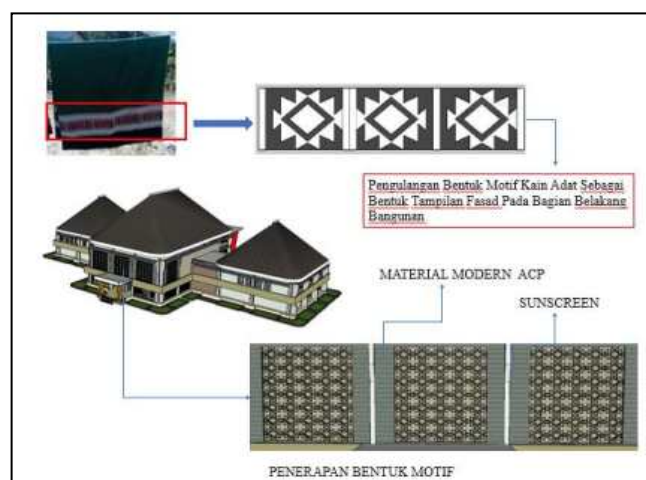 Pengulangan Bentuk Motif Kain Adat Sebagai
Bentuk Tampilan Fasad Pada Bagian Belakang
Bangunan
MATERIAL MODERN ACP
SUNSCREEN
PENERAPAN BENTUK MOTIF